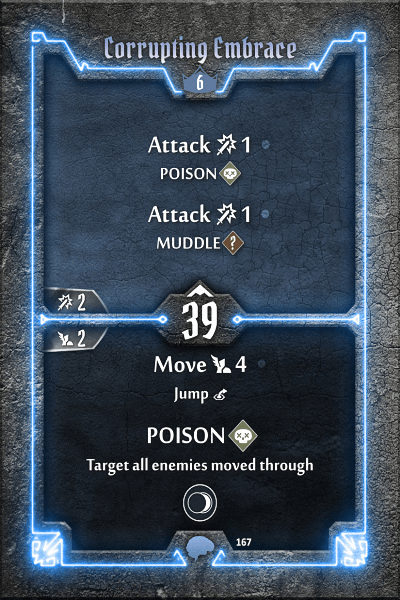 Corrupting Embrace
6
Attack 1
POISON
Attack 1
MUDDLE ?
2
39
2
Move 4
Jump
POISON
Target all enemies moved through
167